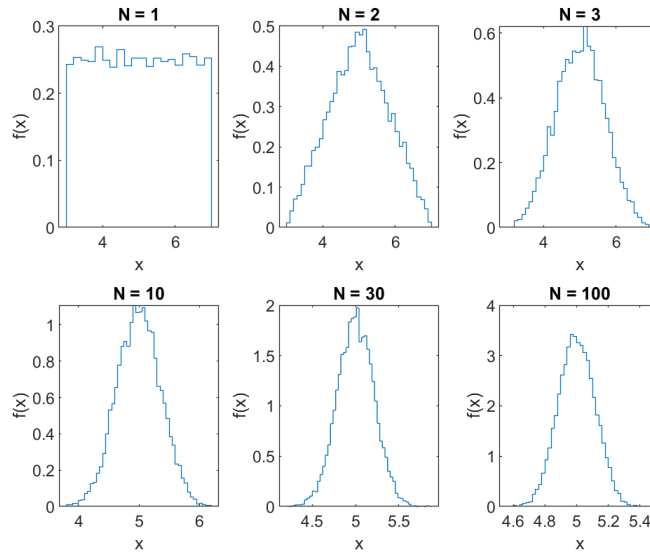 N = 1
0.3
0.2
0.1
0
f(x)
4 6
x
N = 2
0.5
0.4
0.3
0.2
0.1
0
f(x)
4 6
x
N = 3
0.6
0.4
0.2
0
f(x)
4 6
x
N = 10
1
0.8
0.6
0.4
0.2
0
f(x)
4 5 6
x
N = 30
2
1.5
1
0.5
0
f(x)
4.5 5 5.5
x
N = 100
4
3
2
1
0
f(x)
4.6 4.8 5 5.2 5.4
x